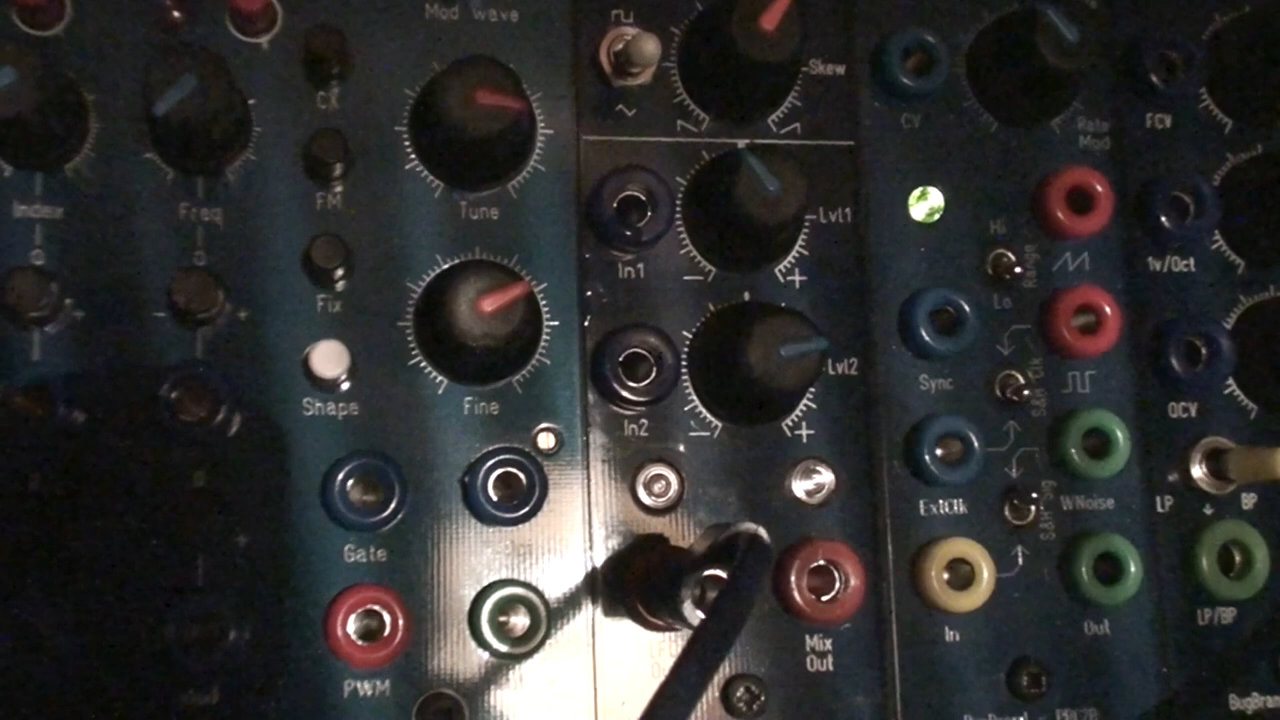 Mod wave
Skew
CV
Rate
Mod
FCV
CK
Index
Freq
FM
Tune
In1
Lvl1
Hi
Range
Lo
1v/Oct
Fix
Shape
Fine
In2
Lvl2
Sync
S&H Clk
QCV
Gate
ExtClk
S&H Sig
WNoise
LP
BP
PWM
Mix
Out
In
Out
LP/BP
BugBran